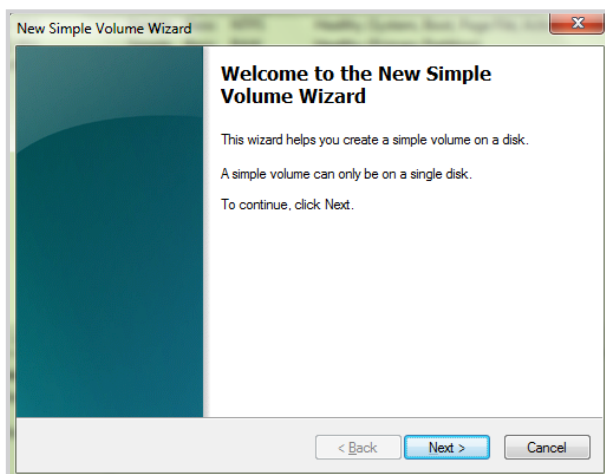 New Simple Volume Wizard
Welcome to the New Simple
Volume Wizard
This wizard helps you create a simple volume on a disk.
A simple volume can only be on a single disk.
To continue, click Next.
< Back
Next >
Cancel